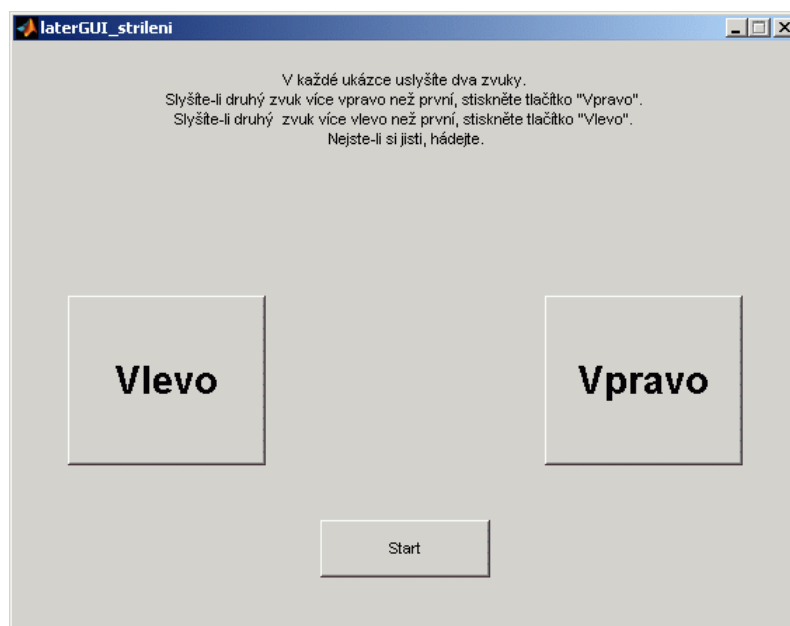 laterGUI_strileni
V každé ukázce uslyšíte dva zvuky.
Slyšíte-li druhý zvuk více vpravo než první, stiskněte tlačítko "Vpravo".
Slyšíte-li druhý  zvuk více vlevo než první, stiskněte tlačítko "Vlevo".
Nejste-li si jisti, hádejte.
Vlevo
Vpravo
Start